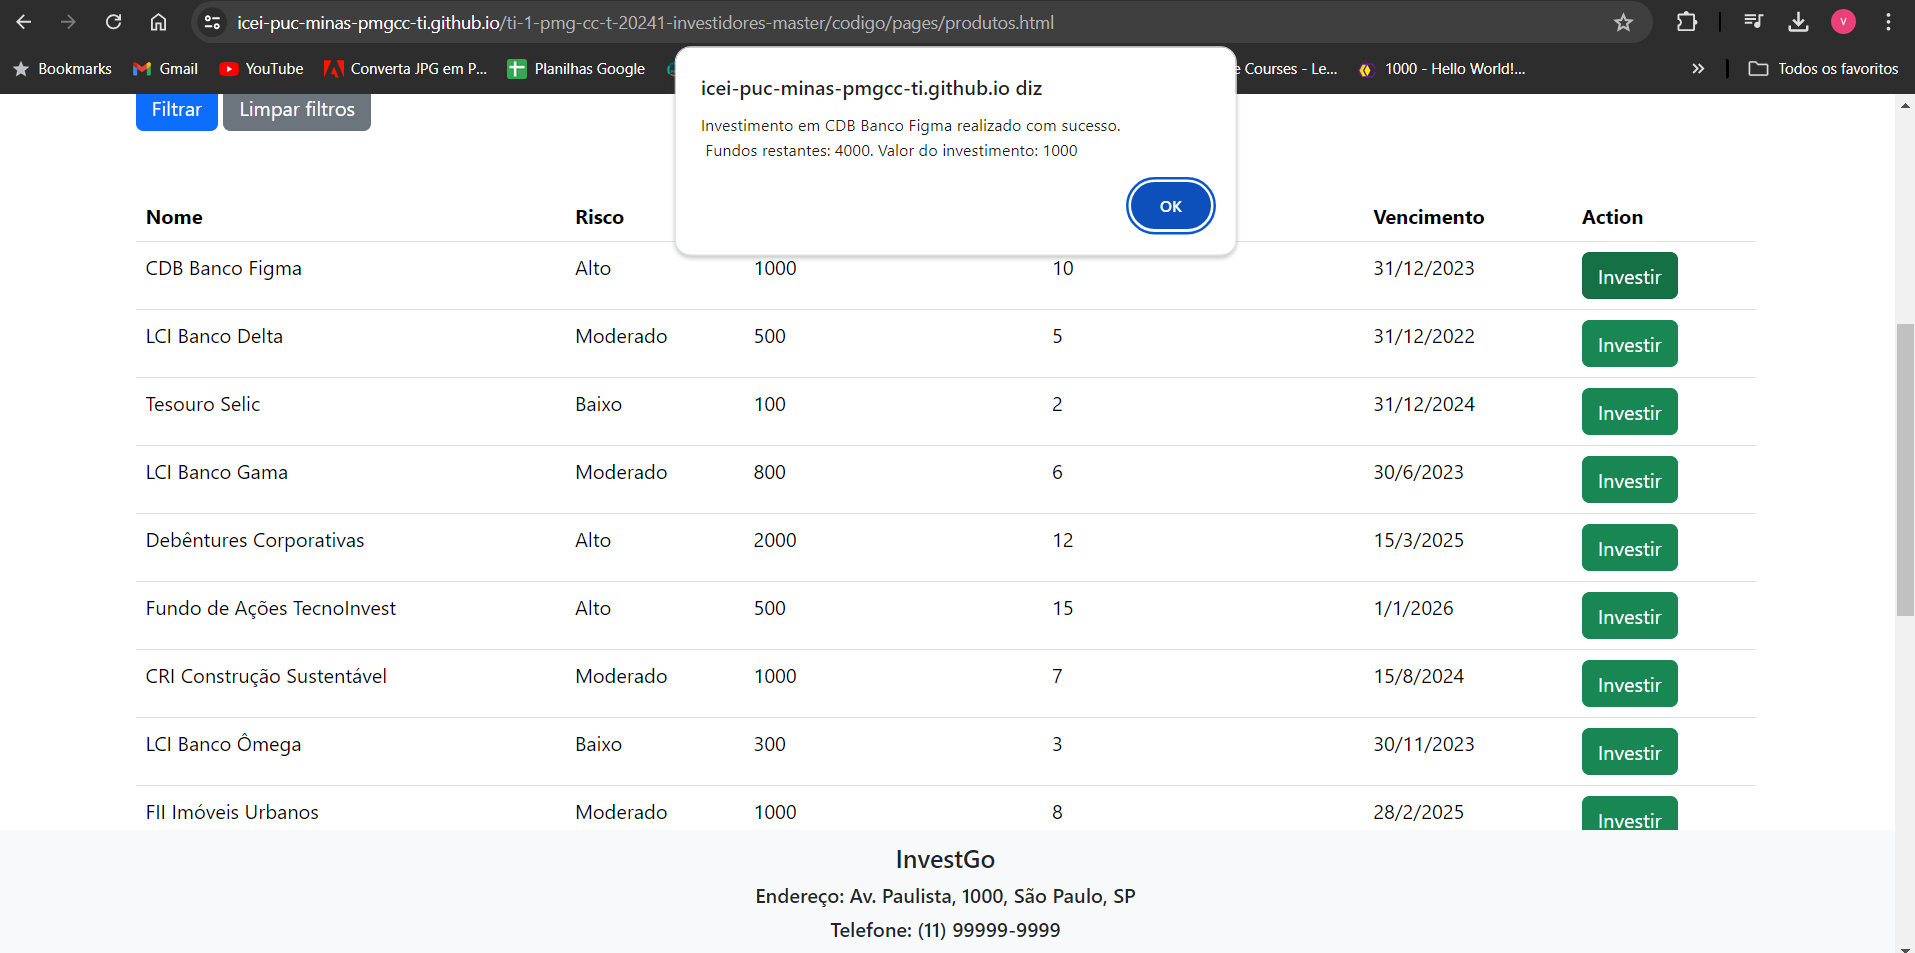 icei-puc-minas-pmgcc-ti.github.io/ti-1-pmg-cc-t-20241-investidores-master/codigo/pages/produtos.html
V
Bookmarks Gmail YouTube Converta JPG em P... Planilhas Google e Courses - Le... 1000 - Hello World!... » Todos os favoritos
icei-puc-minas-pmgcc-ti.github.io diz
Investimento em CDB Banco Figma realizado com sucesso.
Fundos restantes: 4000. Valor do investimento: 1000
OK
Filtrar Limpar filtros
Nome Risco Vencimento Action
CDB Banco Figma Alto 1000 10 31/12/2023 Investir
LCI Banco Delta Moderado 500 5 31/12/2022 Investir
Tesouro Selic Baixo 100 2 31/12/2024 Investir
LCI Banco Gama Moderado 800 6 30/6/2023 Investir
Debêntures Corporativas Alto 2000 12 15/3/2025 Investir
Fundo de Ações TecnoInvest Alto 500 15 1/1/2026 Investir
CRI Construção Sustentável Moderado 1000 7 15/8/2024 Investir
LCI Banco Ômega Baixo 300 3 30/11/2023 Investir
FII Imóveis Urbanos Moderado 1000 8 28/2/2025 Investir
InvestGo
Endereço: Av. Paulista, 1000, São Paulo, SP
Telefone: (11) 99999-9999